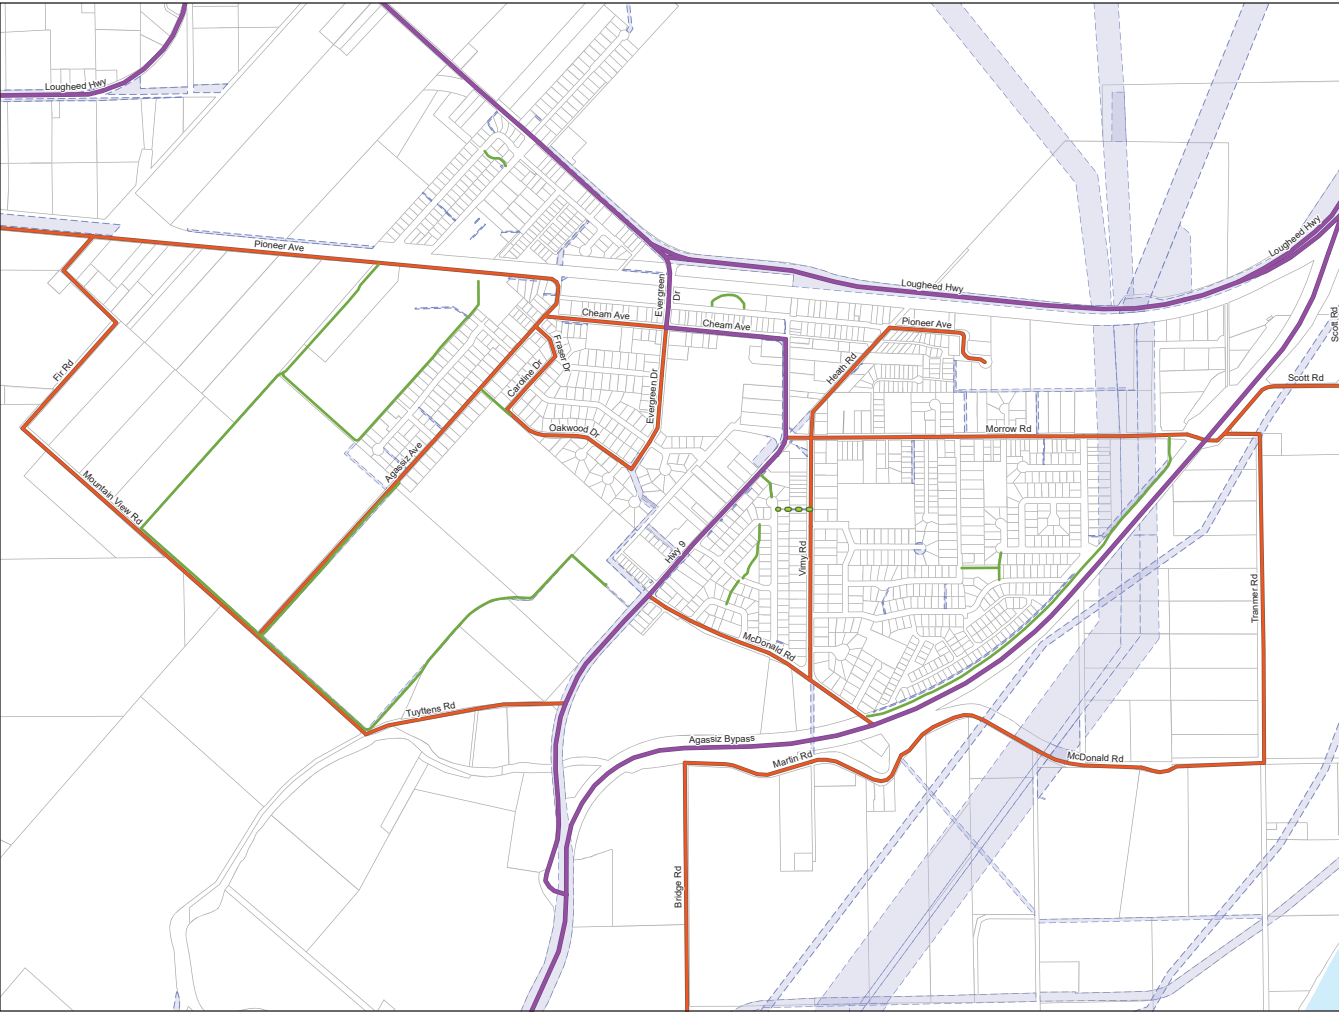 Lougheed Hwy
Pioneer Ave
Lougheed Hwy
Evergreen
Dr
Lougheed Hwy
Cheam Ave
Cheam Ave
Pioneer Ave
Scott Rd
Fraser Dr
Fir Rd
Caroline Dr
Heath Rd
Scott Rd
Evergreen Dr
Oakwood Dr
Morrow Rd
Agassiz Ave
Mountain View Rd
Hwy 9
Vimy Rd
Tranmer Rd
McDonald Rd
Tuyttens Rd
Agassiz Bypass
Martin Rd
McDonald Rd
Bridge Rd